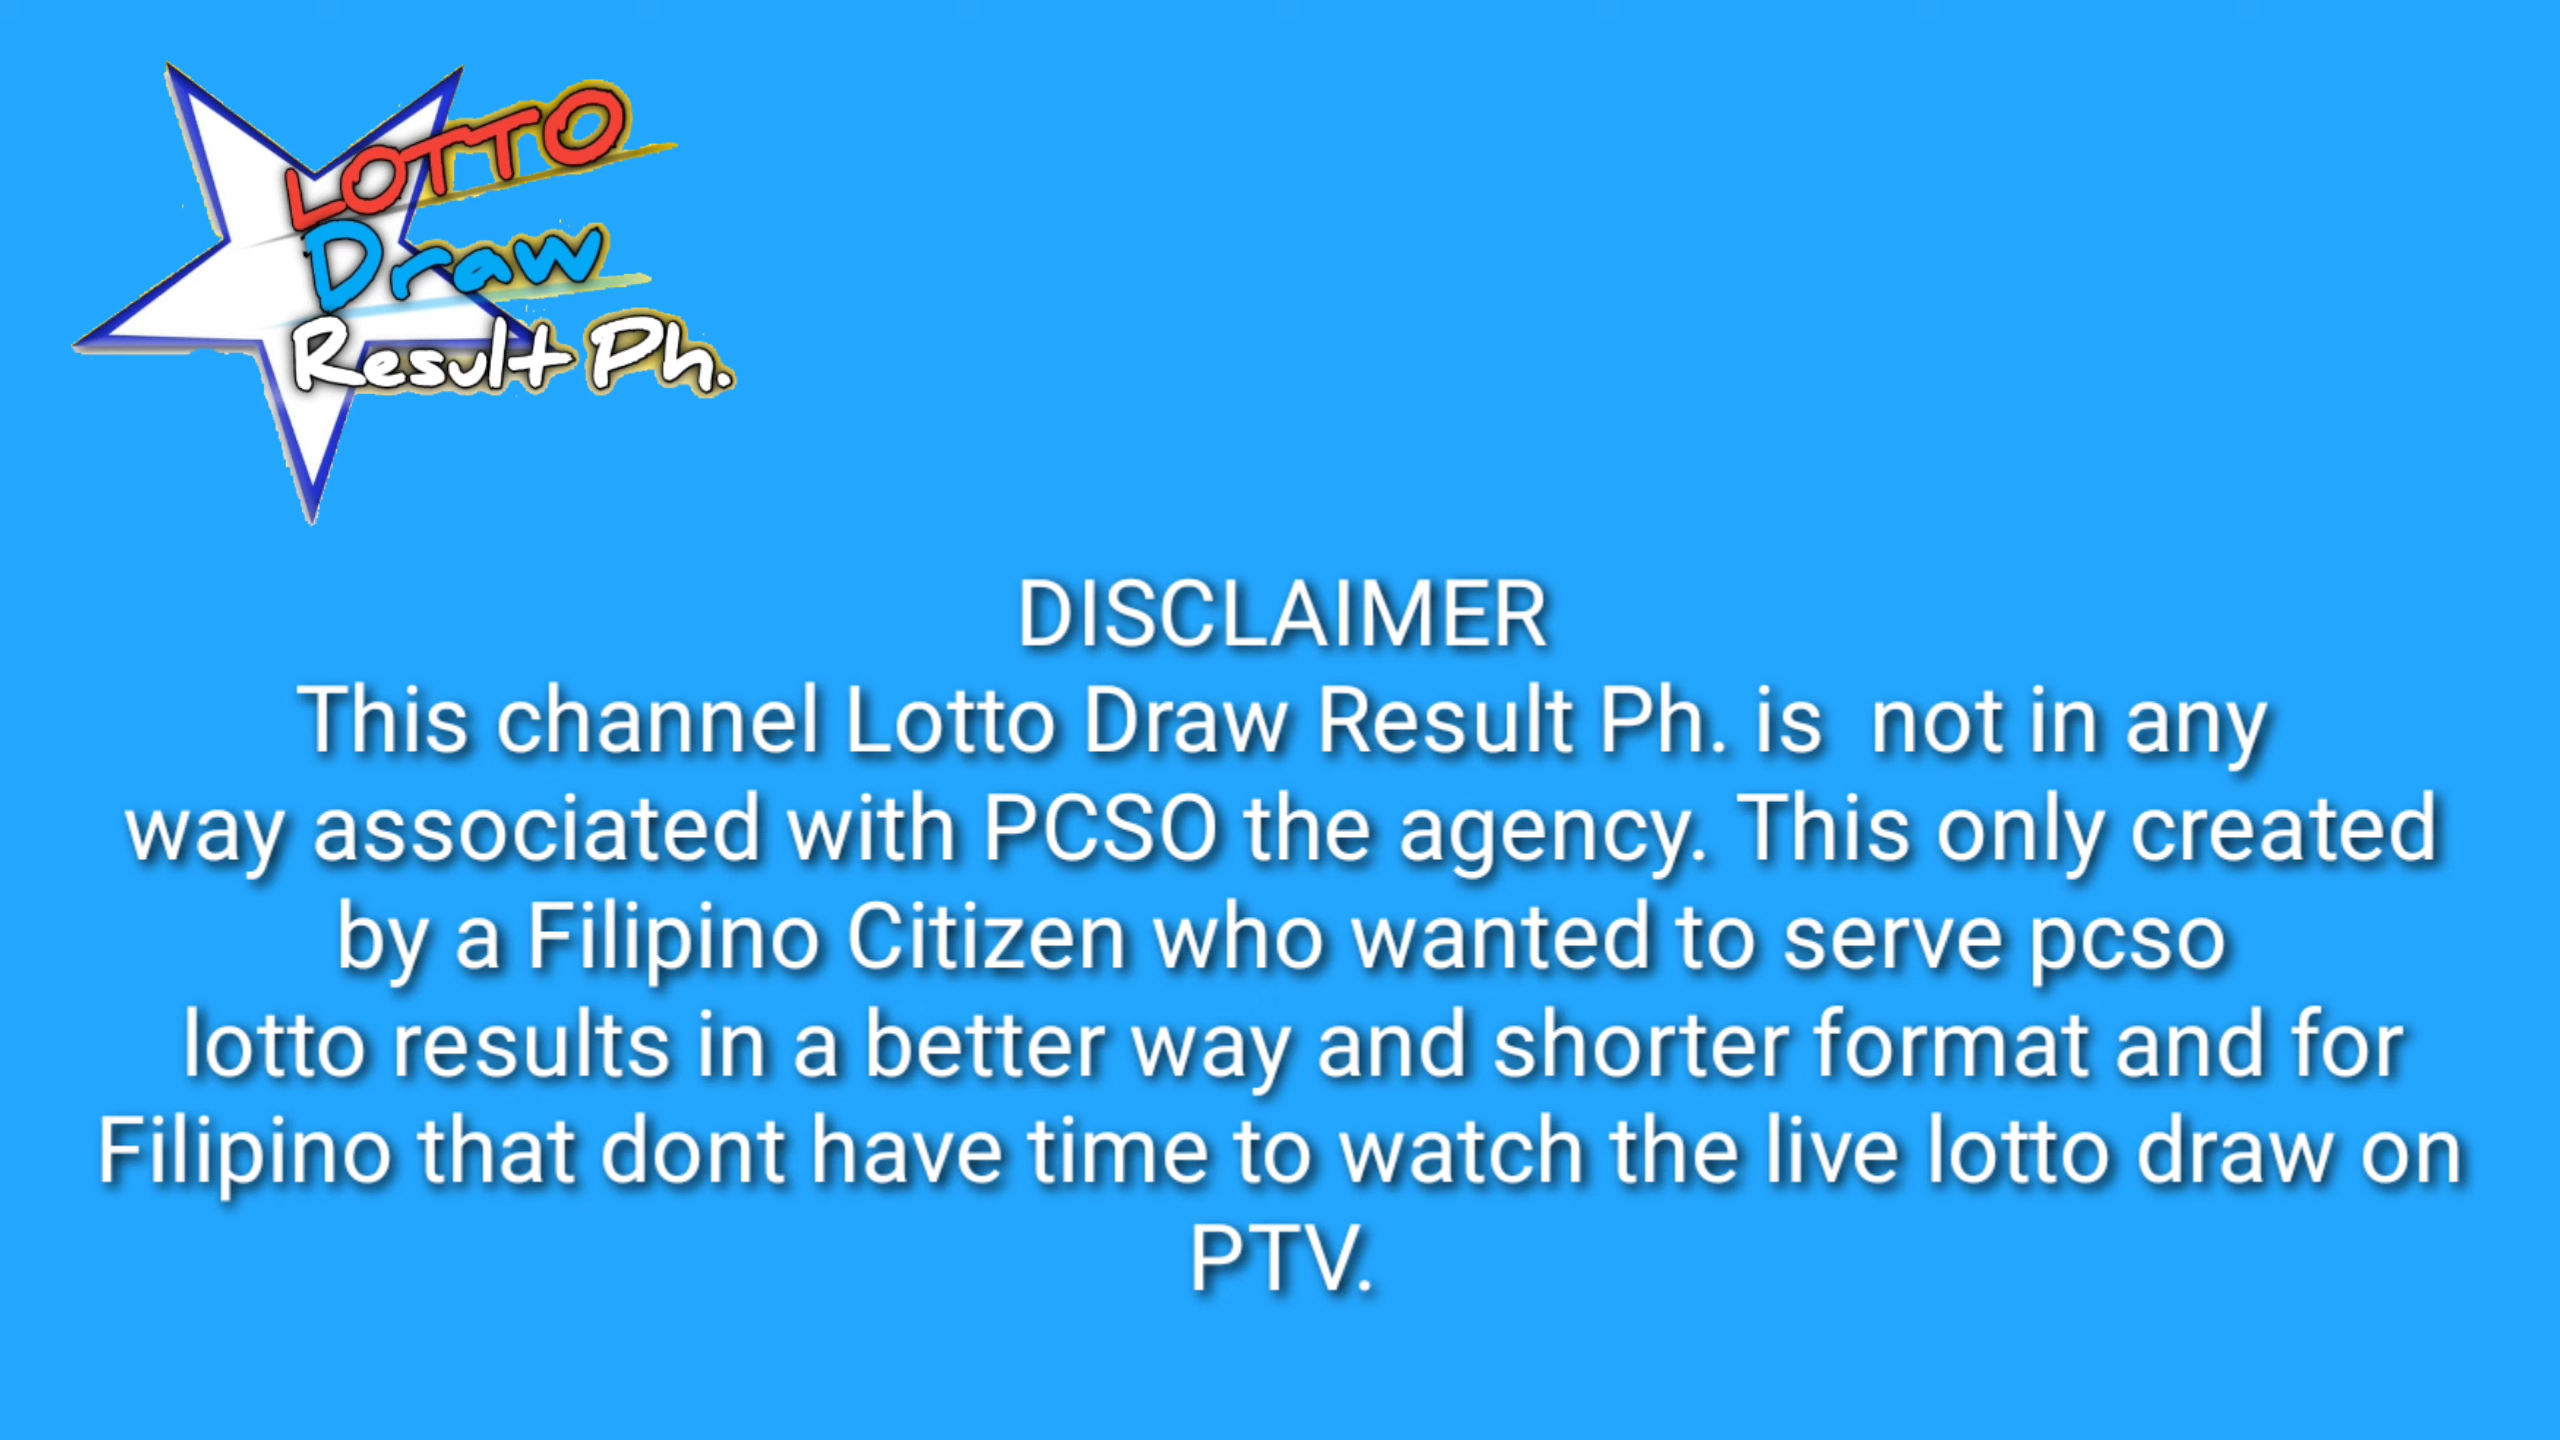 LOTTO
Draw
Result Ph.
DISCLAIMER
This channel Lotto Draw Result Ph. is  not in any
way associated with PCSO the agency. This only created
by a Filipino Citizen who wanted to serve pcso
lotto results in a better way and shorter format and for
Filipino that dont have time to watch the live lotto draw on
PTV.